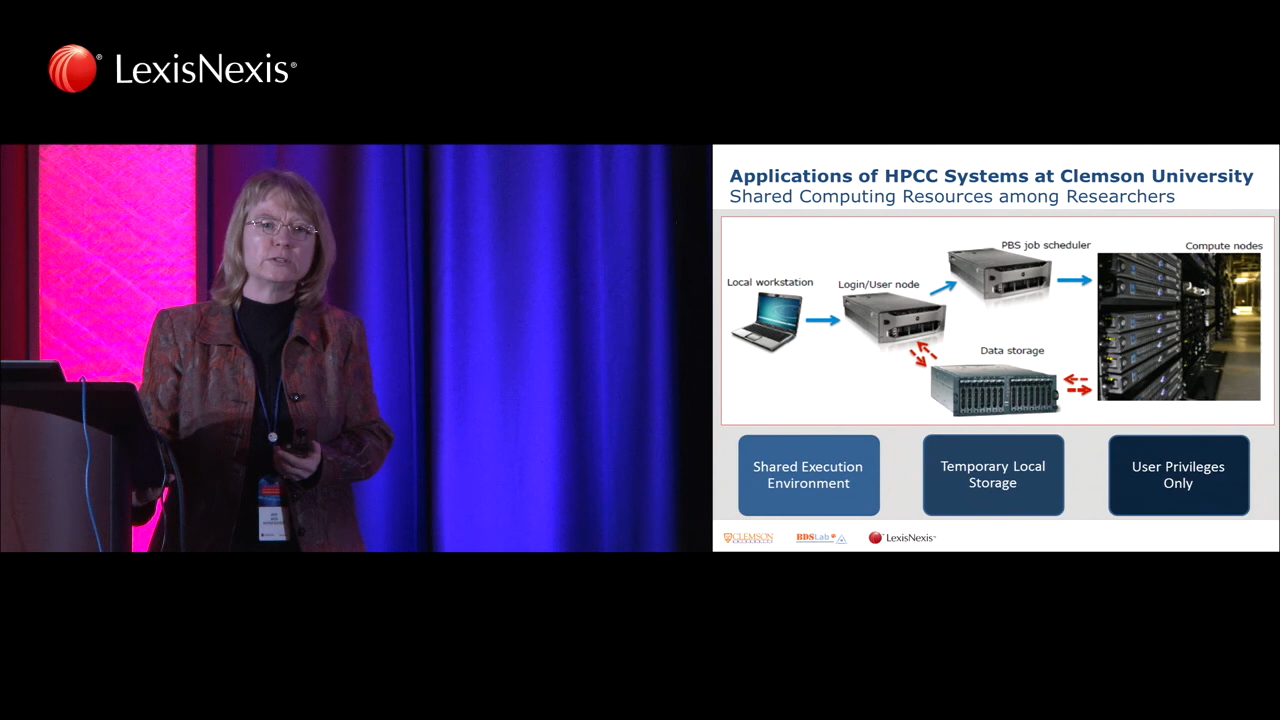 LexisNexis®
Applications of HPCC Systems at Clemson University
Shared Computing Resources among Researchers
PBS job scheduler
Compute nodes
Local workstation
Login/User node
Data storage
Shared Execution
Environment
Temporary Local
Storage
User Privileges
Only
CLEMSON
BDSLab
LexisNexis